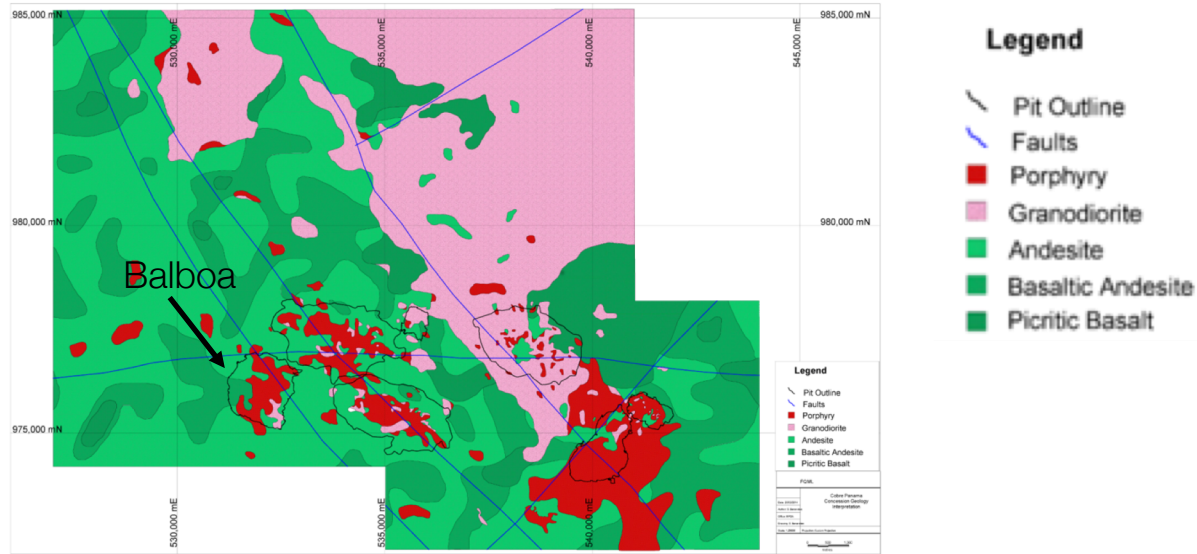 985,000 mN
530,000 mE
535,000 mE
540,000 mE
545,000 mE
985,000 mN
980,000 mN
980,000 mN
Balboa
975,000 mN
530,000 mE
535,000 mE
540,000 mE
Legend
Pit Outline
Faults
Porphyry
Granodiorite
Andesite
Basaltic Andesite
Picritic Basalt
Cobre Panama
Concession Geology
Interpretation
Legend
Pit Outline
Faults
Porphyry
Granodiorite
Andesite
Basaltic Andesite
Picritic Basalt